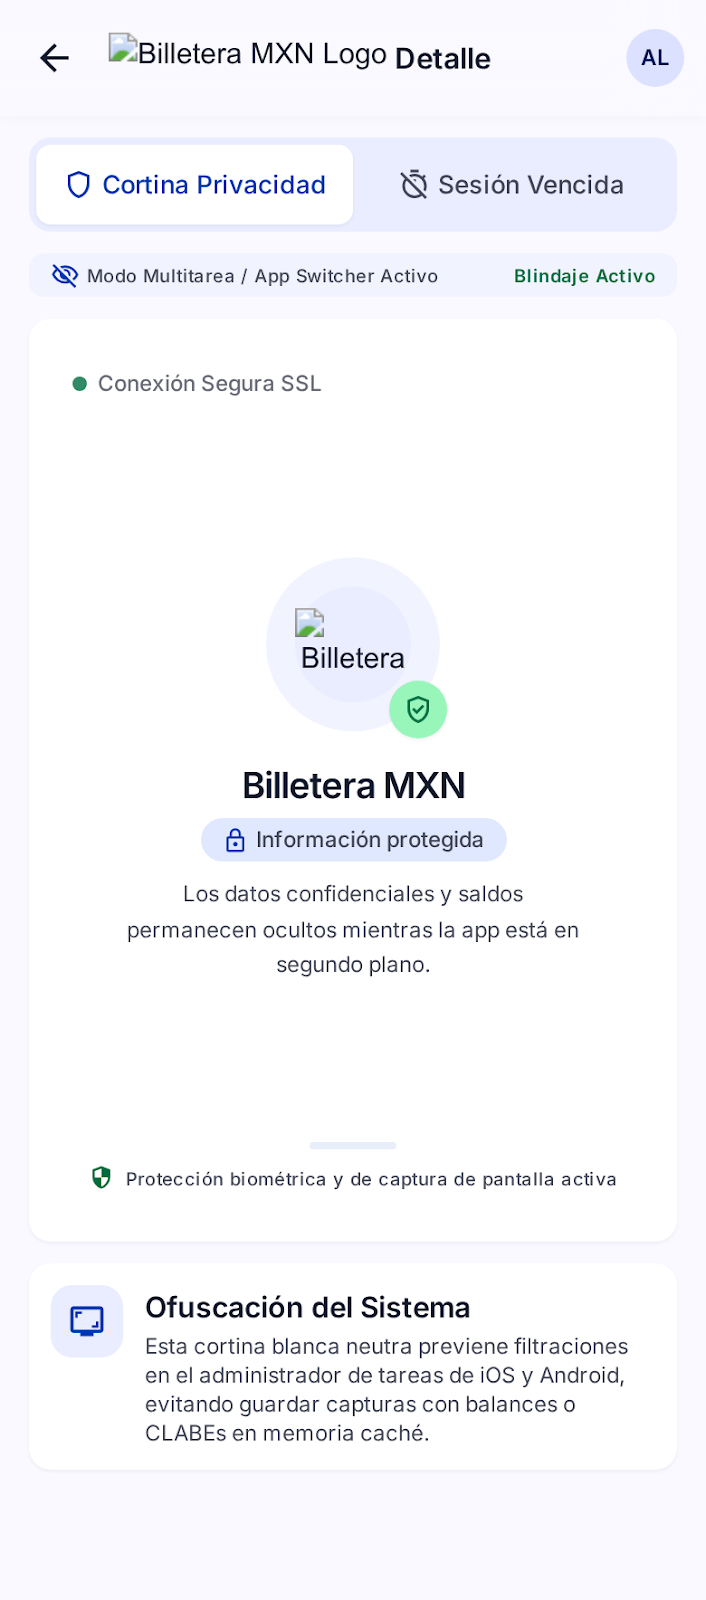 Billetera MXN Logo Detalle
AL
Cortina Privacidad
Sesión Vencida
Modo Multitarea / App Switcher Activo
Blindaje Activo
Conexión Segura SSL
Billetera
Billetera MXN
Información protegida
Los datos confidenciales y saldos
permanecen ocultos mientras la app está en
segundo plano.
Protección biométrica y de captura de pantalla activa
Ofuscación del Sistema
Esta cortina blanca neutra previene filtraciones
en el administrador de tareas de iOS y Android,
evitando guardar capturas con balances o
CLABEs en memoria caché.